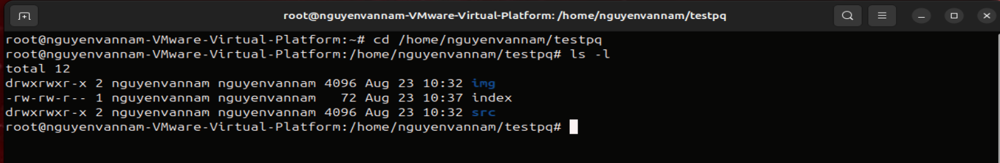 root@nguyenvannam-VMware-Virtual-Platform: /home/nguyenvannam/testpq
root@nguyenvannam-VMware-Virtual-Platform:~# cd /home/nguyenvannam/testpq
root@nguyenvannam-VMware-Virtual-Platform:/home/nguyenvannam/testpq# ls -l
total 12
drwxrwxr-x 2 nguyenvannam nguyenvannam 4096 Aug 23 10:32 img
-rw-rw-r-- 1 nguyenvannam nguyenvannam   72 Aug 23 10:37 index
drwxrwxr-x 2 nguyenvannam nguyenvannam 4096 Aug 23 10:32 src
root@nguyenvannam-VMware-Virtual-Platform:/home/nguyenvannam/testpq#